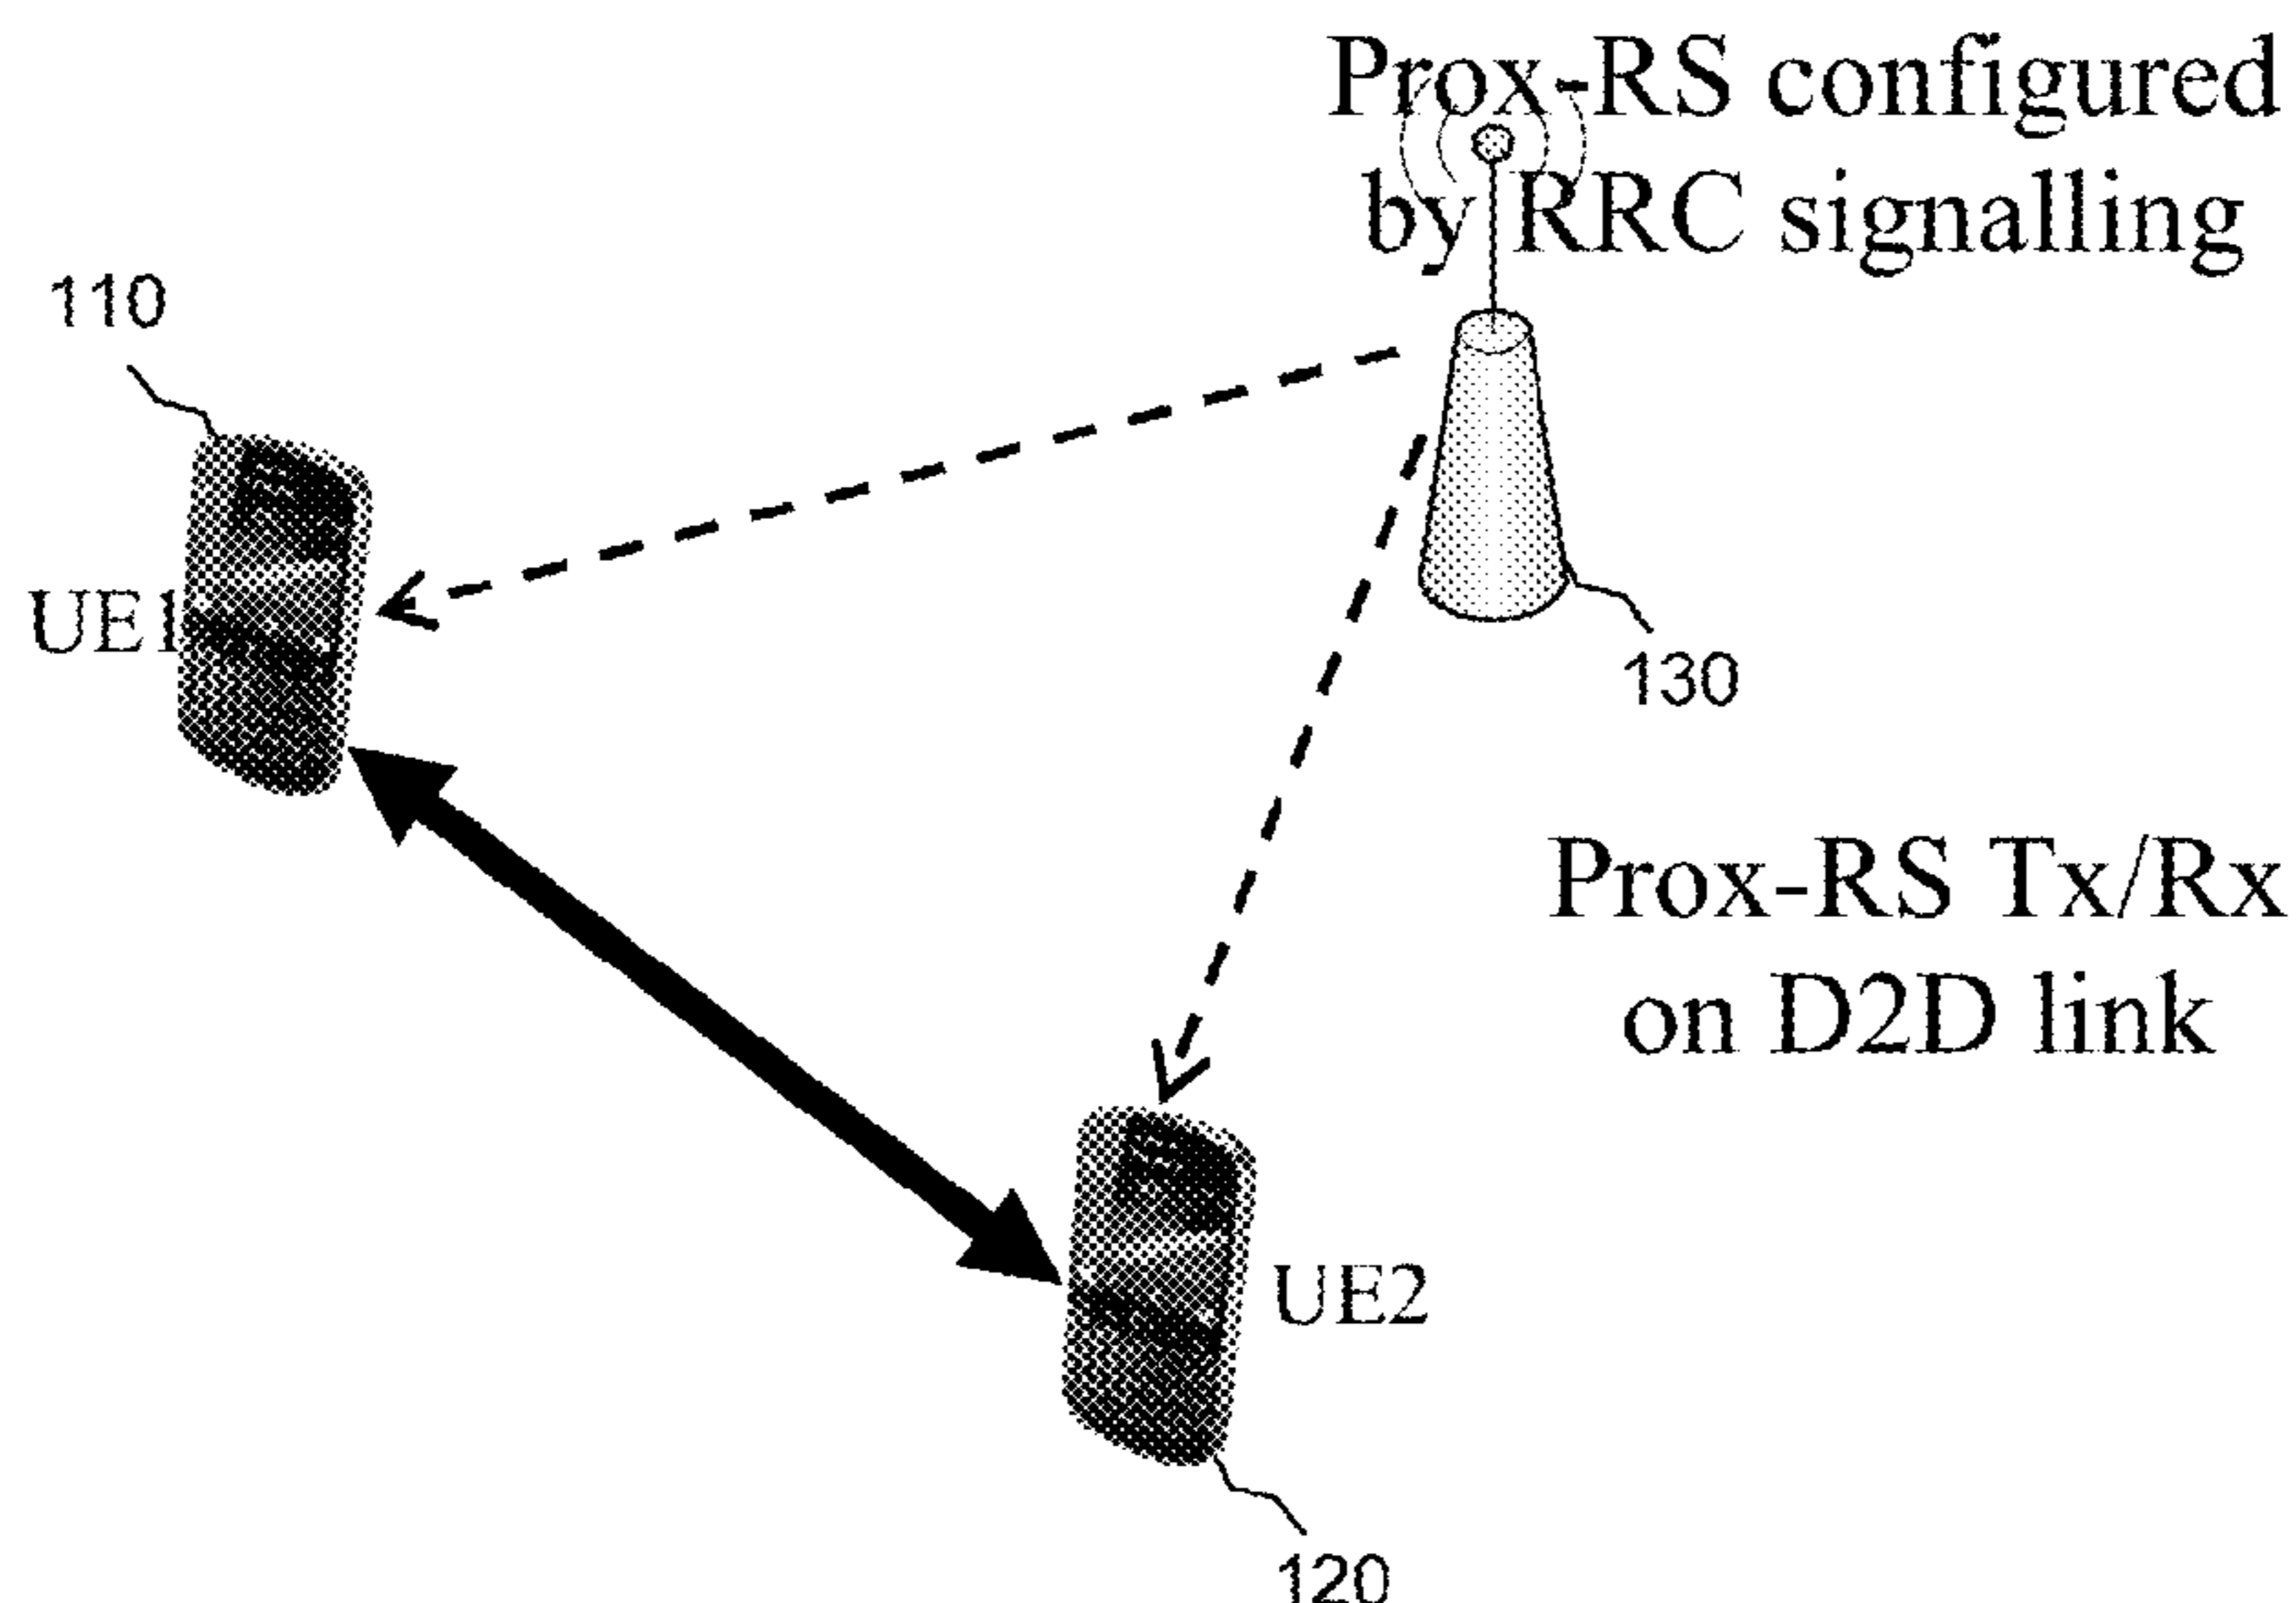 Prox-RS configured
by RRC signalling
110
UE1
130
Prox-RS Tx/Rx
on D2D link
UE2
120